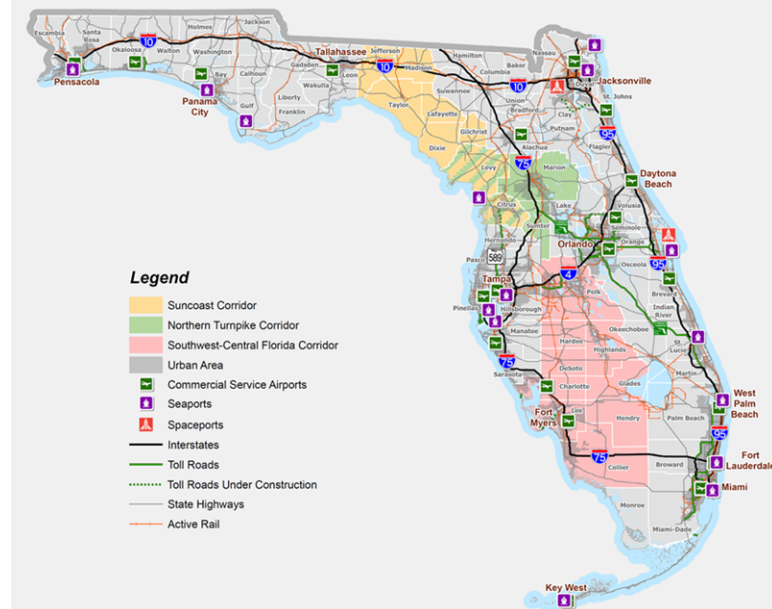 Jackson
Holmes
Santa
Rosa
Escambia
Okaloosa
Walton
Washington
10
Pensacola
Bay
Calhoun
Gadsden
Tallahassee
Leon
Jefferson
10
Madison
Hamilton
Panama
City
Gulf
Liberty
Franklin
Wakulla
Taylor
Lafayette
Suwannee
Columbia
Baker
Nassau
Duval
Jacksonville
10
Union
Bradford
Clay
St. Johns
95
Dixie
Gilchrist
Alachua
Putnam
Flagler
75
Levy
Marion
Daytona
Beach
Volusia
Citrus
Lake
Sumter
Seminole
Hernando
Orlando
Orange
589
Pasco
Osceola
95
Tampa
4
Polk
Brevard
Pinellas
Hillsborough
Indian
River
Manatee
Hardee
Okeechobee
St.
Lucie
Highlands
75
Sarasota
DeSoto
Martin
Charlotte
Glades
West
Palm
Beach
Fort
Myers
Lee
Hendry
Palm Beach
95
75
Collier
Broward
Fort
Lauderdale
Monroe
Miami
Miami-Dade
Key West
Legend
Suncoast Corridor
Northern Turnpike Corridor
Southwest-Central Florida Corridor
Urban Area
Commercial Service Airports
Seaports
Spaceports
Interstates
Toll Roads
Toll Roads Under Construction
State Highways
Active Rail